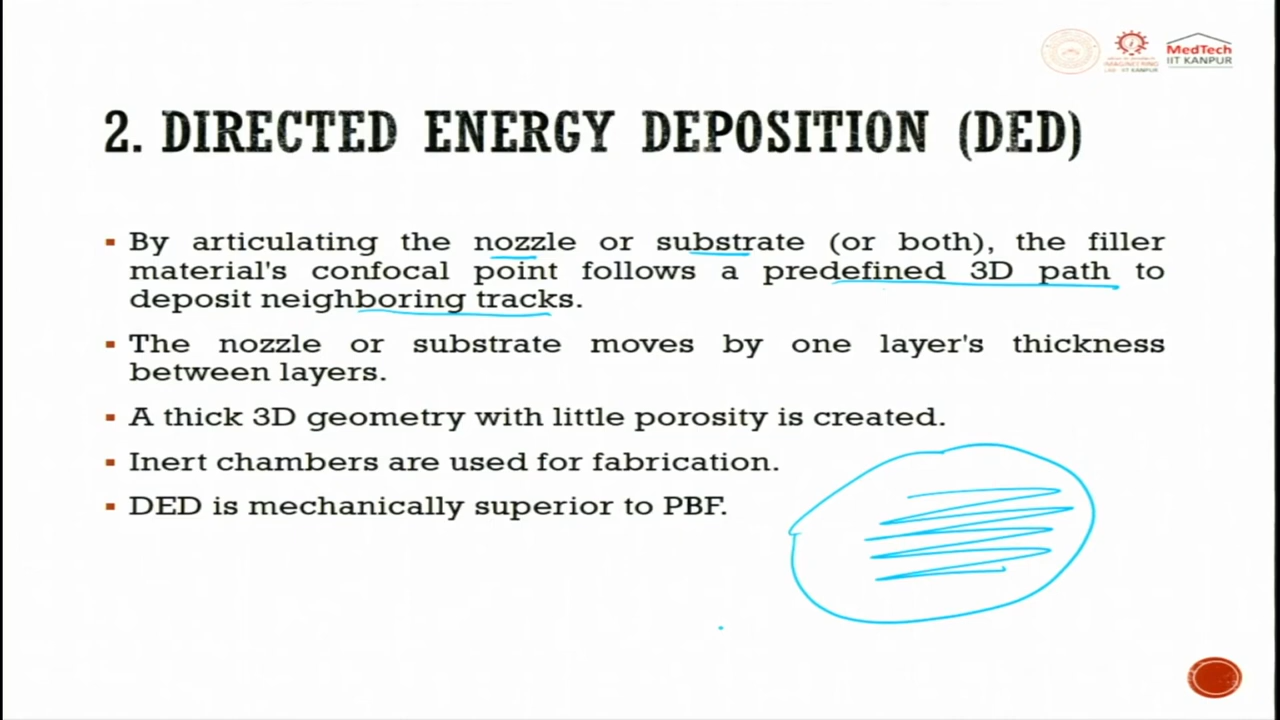 MedTech
IIT KANPUR
2. DIRECTED ENERGY DEPOSITION (DED)
▪ By articulating the nozzle or substrate (or both), the filler
material's confocal point follows a predefined 3D path to
deposit neighboring tracks.
▪ The nozzle or substrate moves by one layer's thickness
between layers.
▪ A thick 3D geometry with little porosity is created.
▪ Inert chambers are used for fabrication.
▪ DED is mechanically superior to PBF.